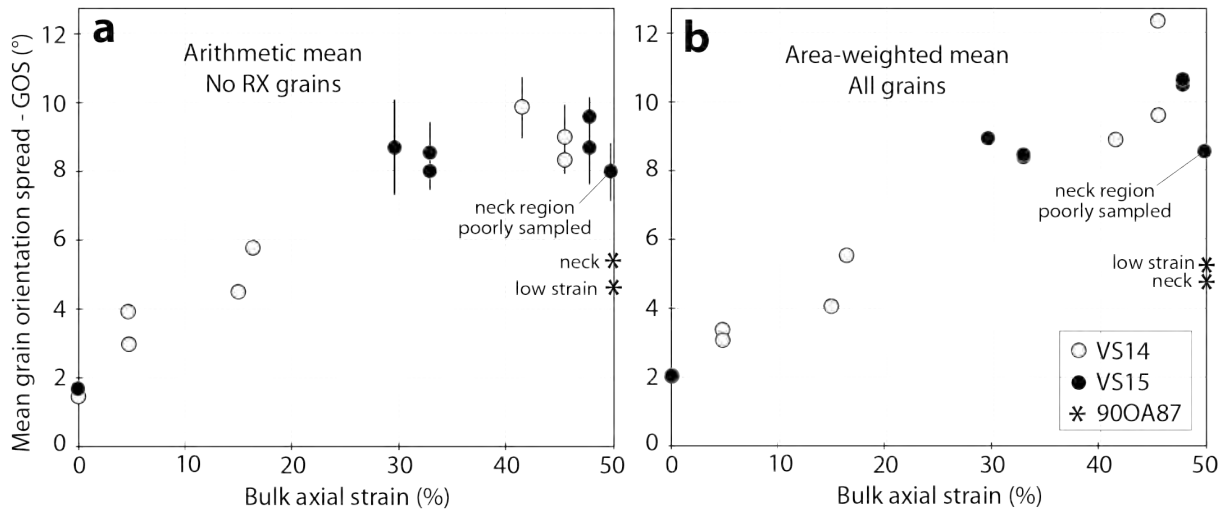 a
Arithmetic mean
No RX grains
Mean grain orientation spread - GOS (°)
12
10
8
6
4
2
0
neck region
poorly sampled
neck
low strain
0 10 20 30 40 50
Bulk axial strain (%)
b
Area-weighted mean
All grains
12
10
8
6
4
2
0
neck region
poorly sampled
low strain
neck
VS14
VS15
90OA87
0 10 20 30 40 50
Bulk axial strain (%)